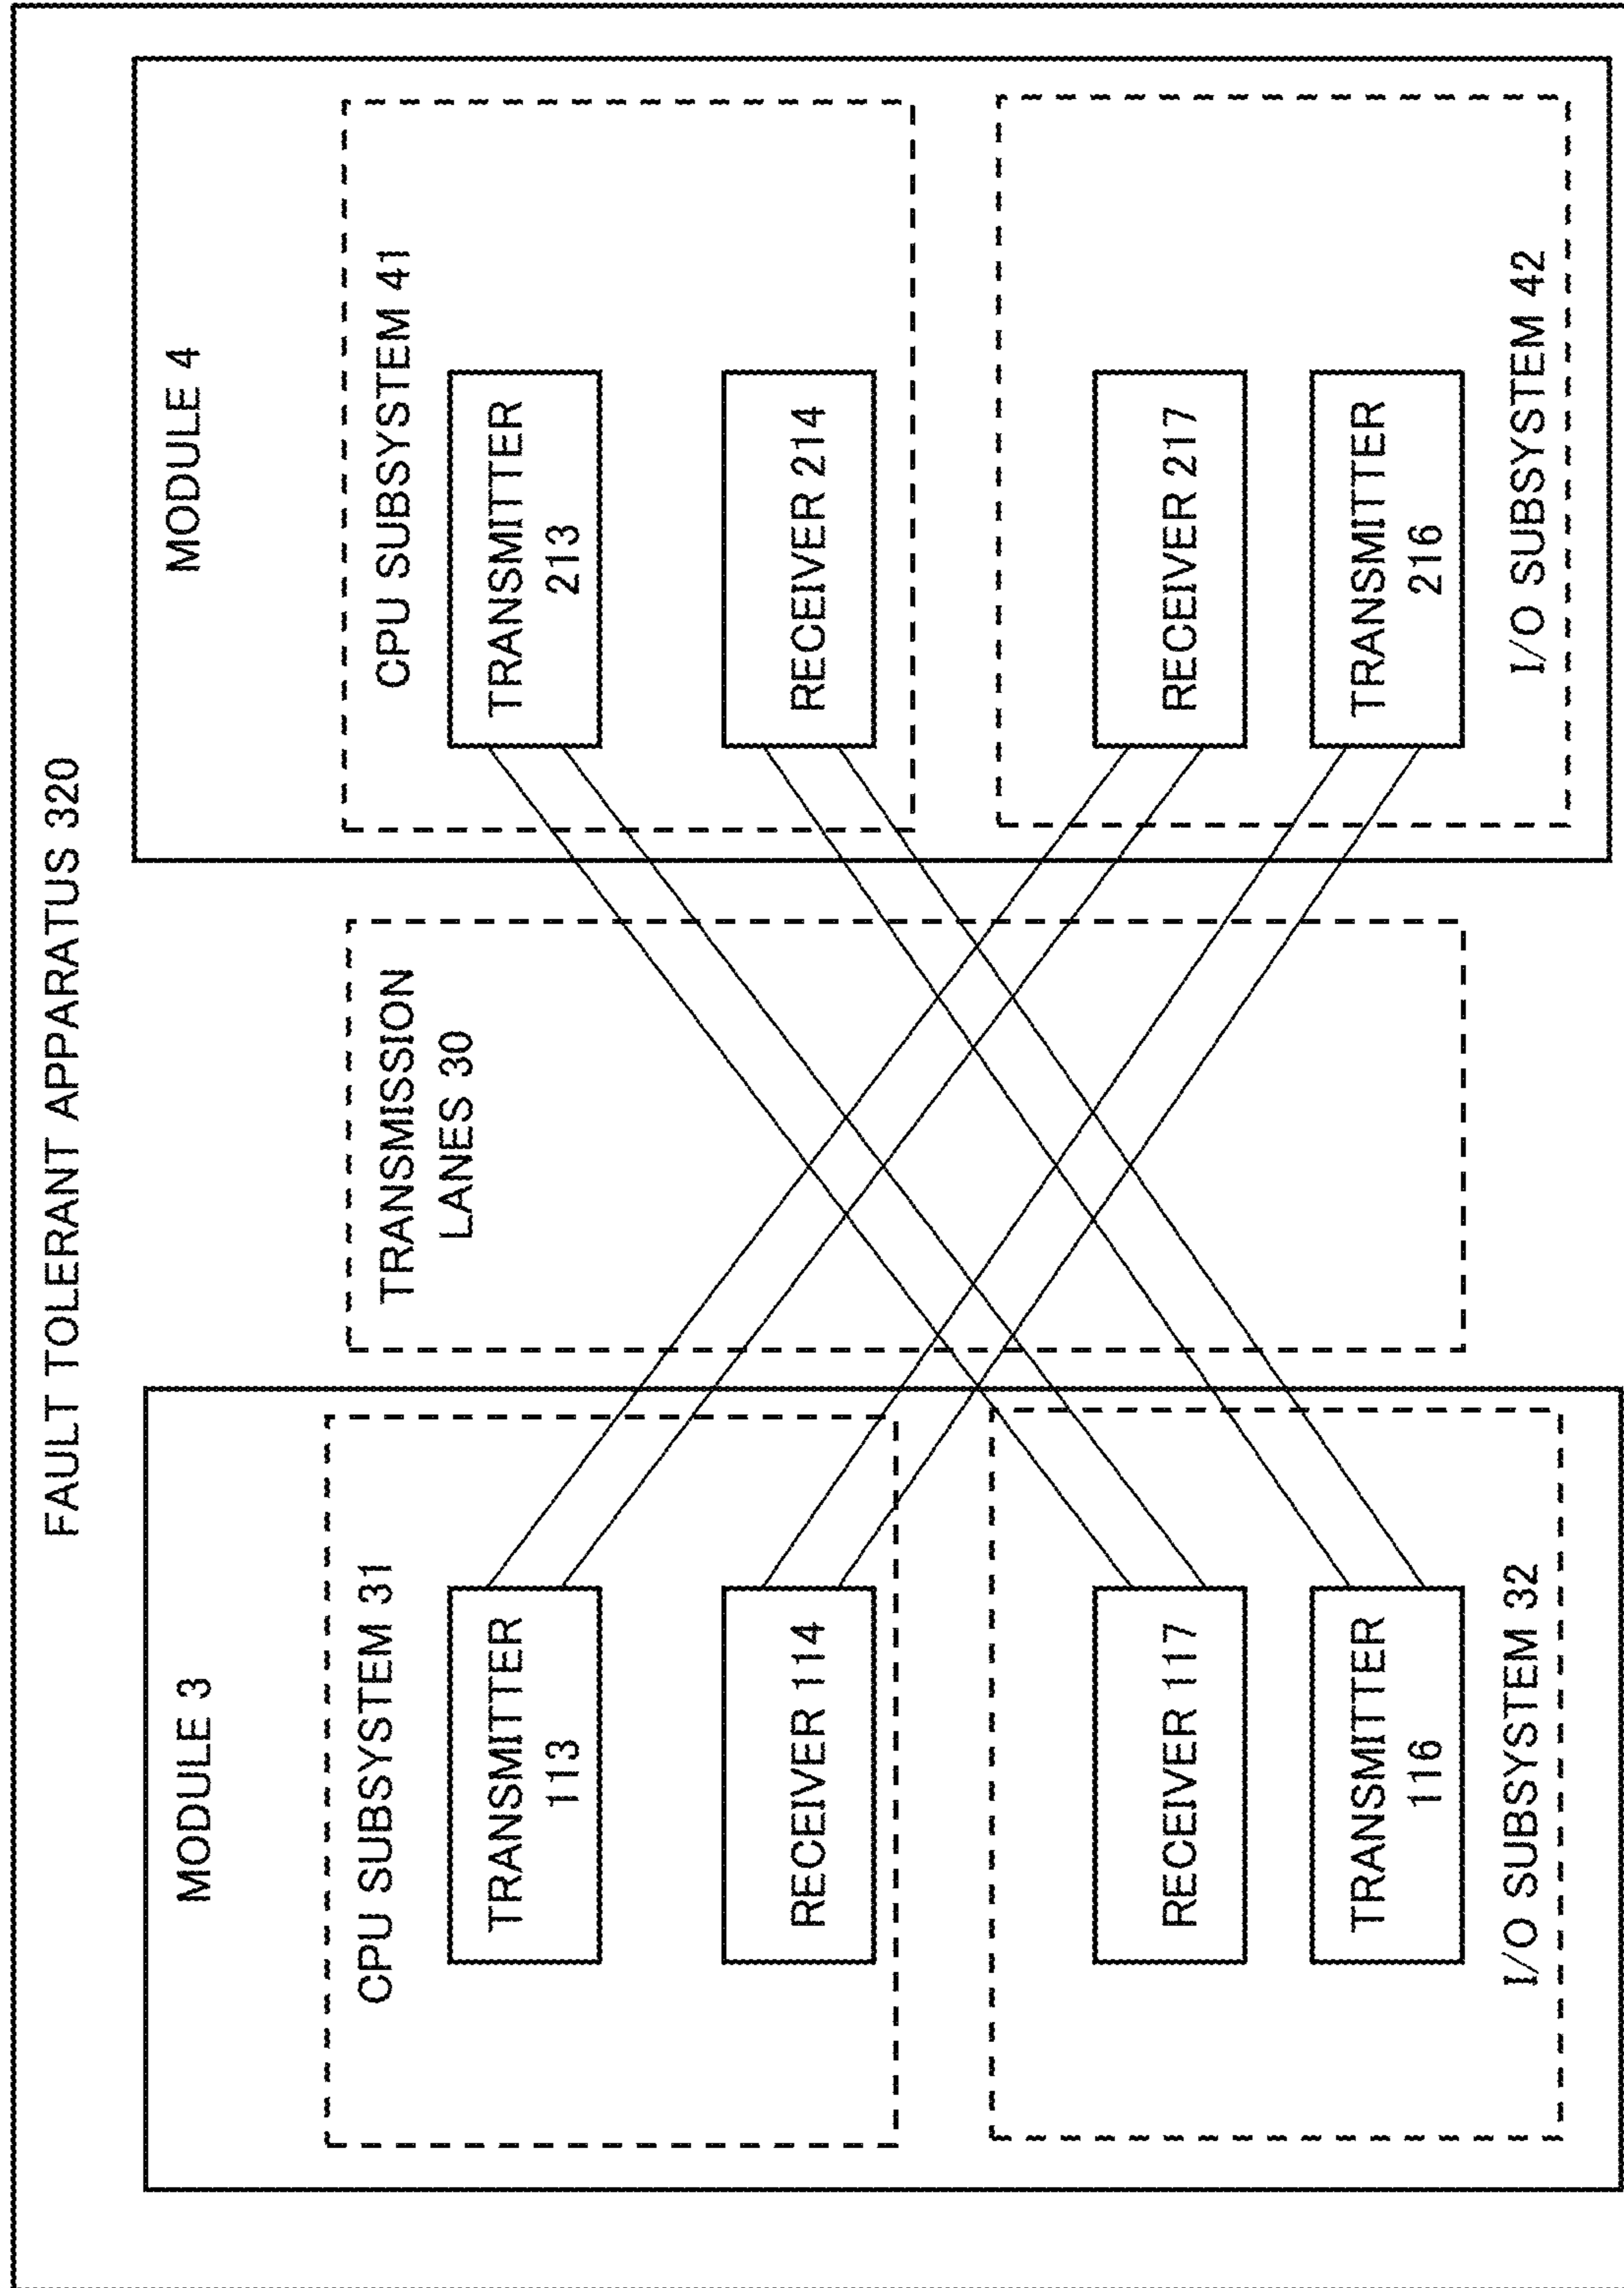 FAULT TOLERANT APPARATUS 320
MODULE 3
CPU SUBSYSTEM 31
TRANSMITTER
113
RECEIVER 114
RECEIVER 117
TRANSMITTER
116
I/O SUBSYSTEM 32
TRANSMISSION
LANES 30
MODULE 4
CPU SUBSYSTEM 41
TRANSMITTER
213
RECEIVER 214
RECEIVER 217
TRANSMITTER
216
I/O SUBSYSTEM 42